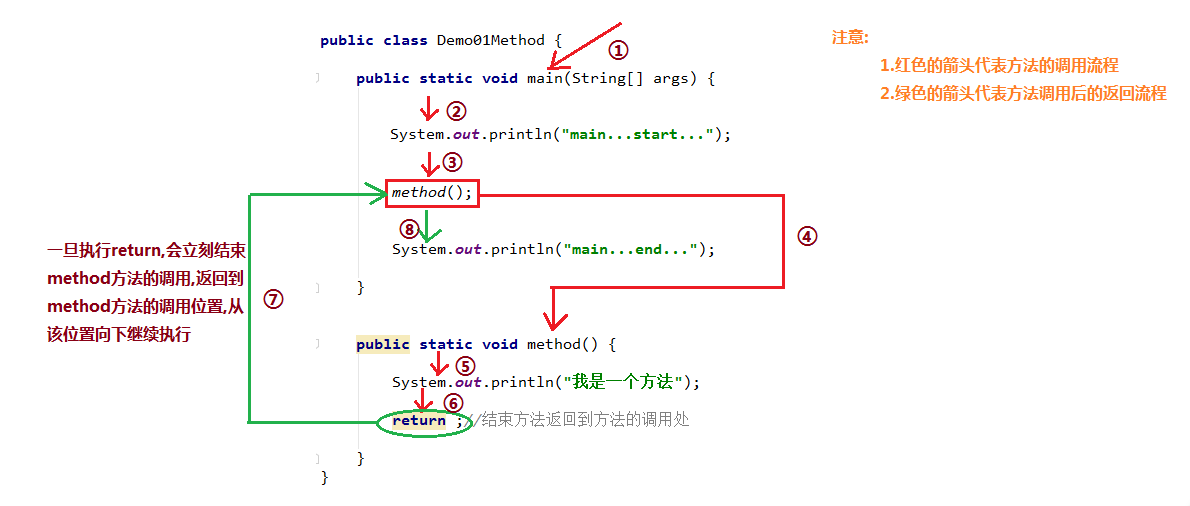 public class Demo01Method {
①
注意:
1.红色的箭头代表方法的调用流程
2.绿色的箭头代表方法调用后的返回流程
public static void main(String[] args) {
②
System.out.println("main...start...");
③
method();
④
⑧
System.out.println("main...end...");
一旦执行return,会立刻结束
method方法的调用,返回到
method方法的调用位置,从
该位置向下继续执行
⑦
}
public static void method() {
⑤
System.out.println("我是一个方法");
⑥
return ;//结束方法返回到方法的调用处
}
}